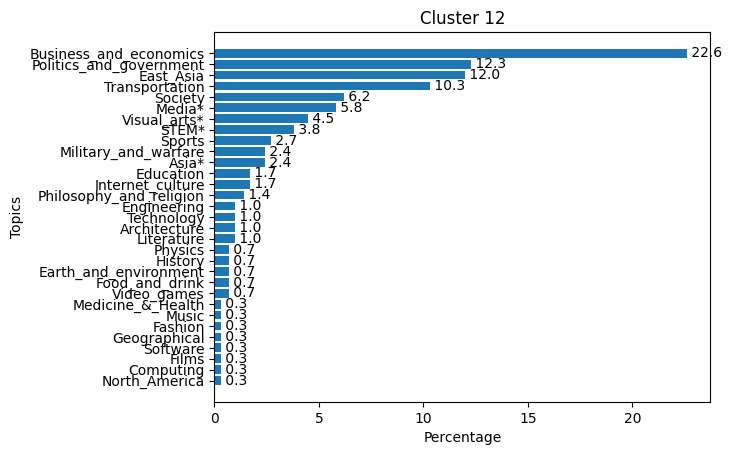 Cluster 12
Topics
Business_and_economics 22.6
Politics_and_government 12.3
East_Asia 12.0
Transportation 10.3
Society 6.2
Media* 5.8
Visual_arts* 4.5
STEM* 3.8
Sports 2.7
Military_and_warfare 2.4
Asia* 2.4
Education 1.7
Internet_culture 1.7
Philosophy_and_religion 1.4
Engineering 1.0
Technology 1.0
Architecture 1.0
Literature 1.0
Physics 0.7
History 0.7
Earth_and_environment 0.7
Food_and_drink 0.7
Video_games 0.7
Medicine_&_Health 0.3
Music 0.3
Fashion 0.3
Geographical 0.3
Software 0.3
Films 0.3
Computing 0.3
North_America 0.3
0 5 10 15 20
Percentage